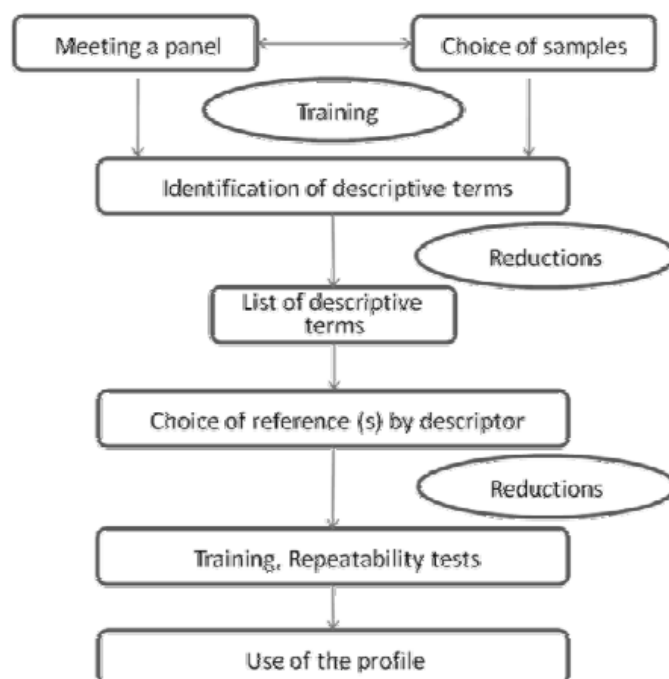 Meeting a panel
Choice of samples
Training
Identification of descriptive terms
Reductions
List of descriptive
terms
Choice of reference (s) by descriptor
Reductions
Training, Repeatability tests
Use of the profile